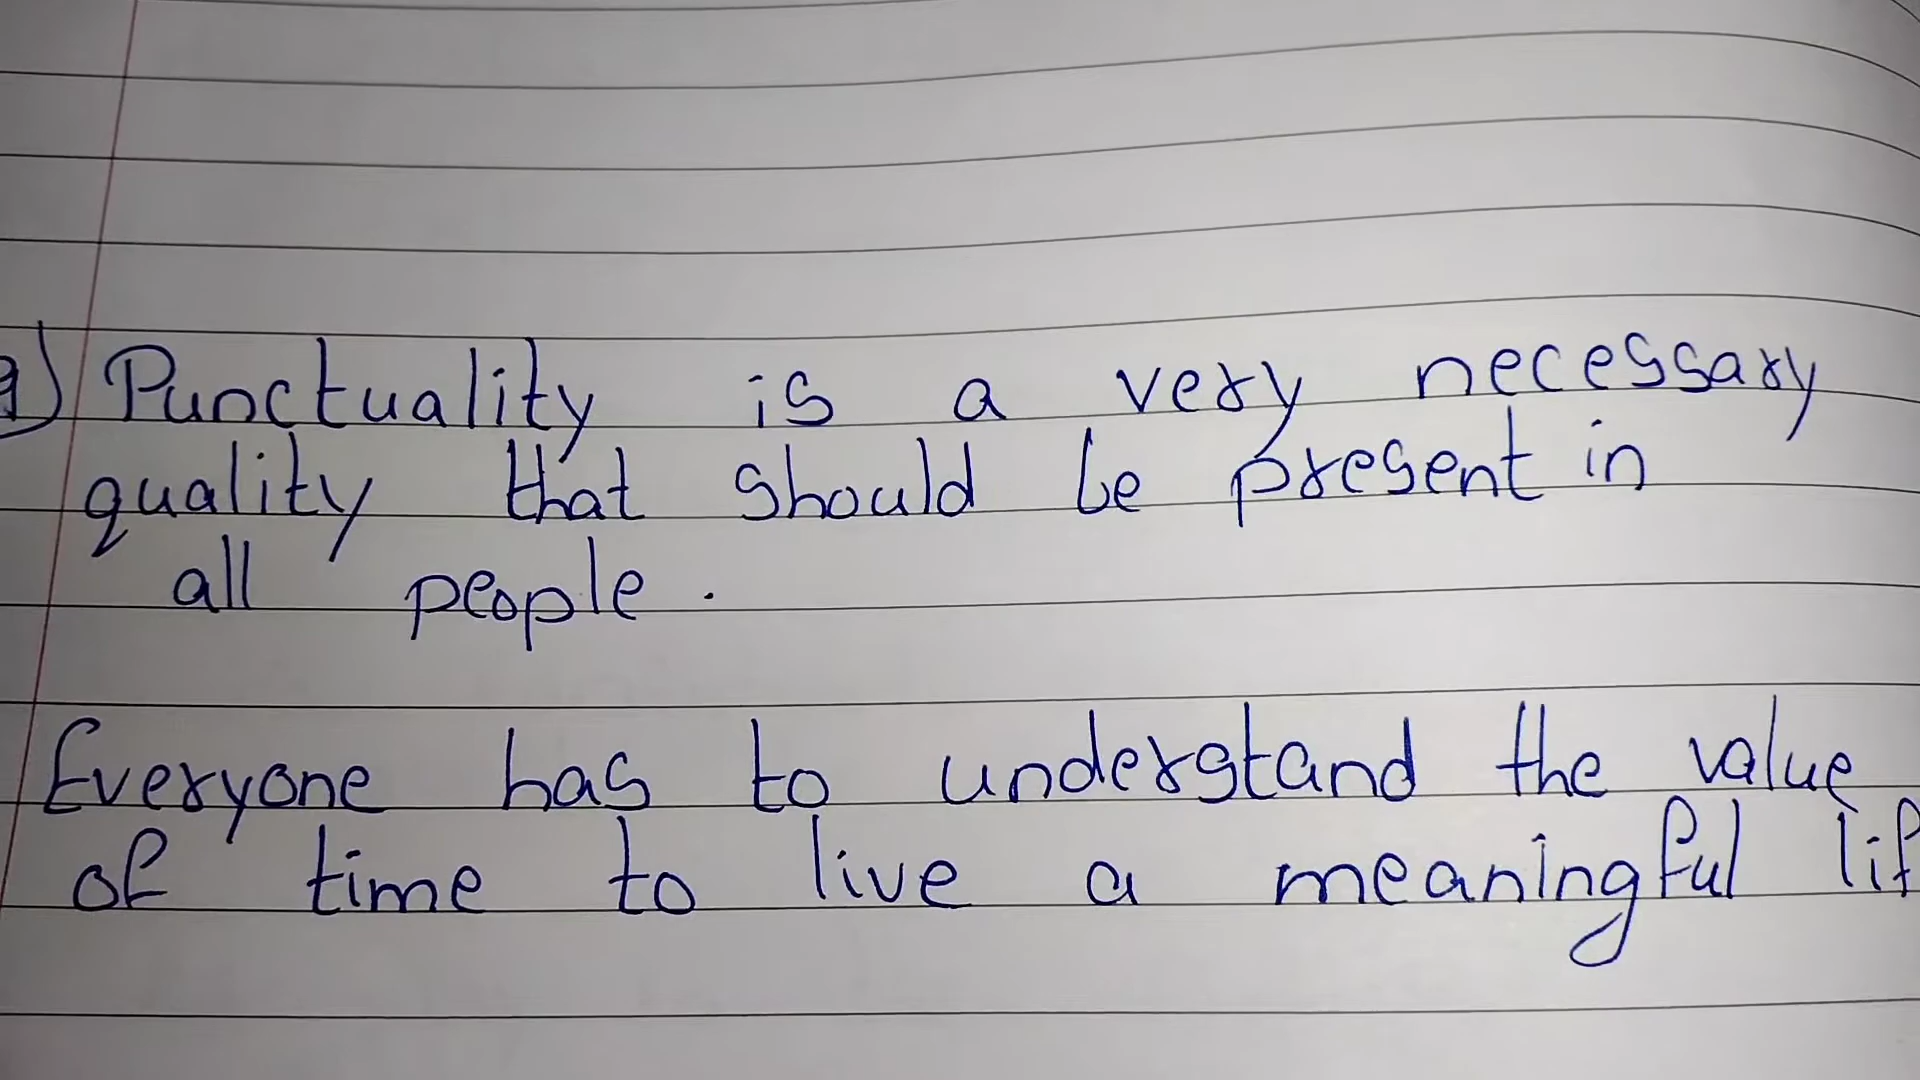 Punctuality is a very necessary
quality that should be present in
all people.
Everyone has to understand the value
of time to live a meaningful lif